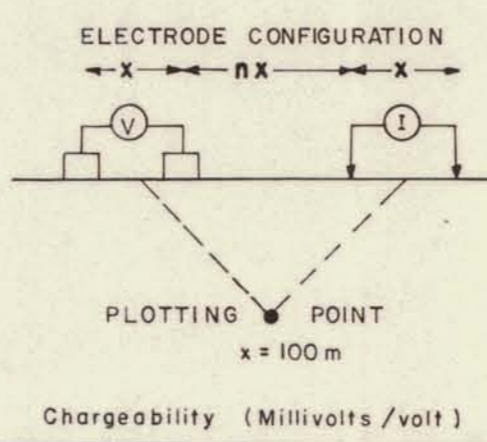 ELECTRODE CONFIGURATION
x nx x
V I
PLOTTING POINT
x = 100 m
Chargeability (Millivolts / volt)